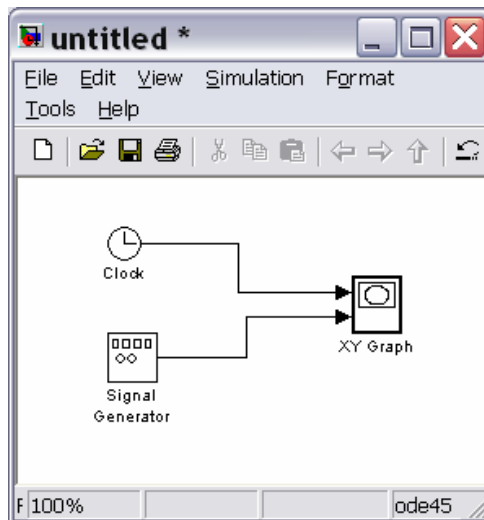 untitled *
File Edit View Simulation Format
Tools Help
Clock
XY Graph
Signal
Generator
F 100% ode45